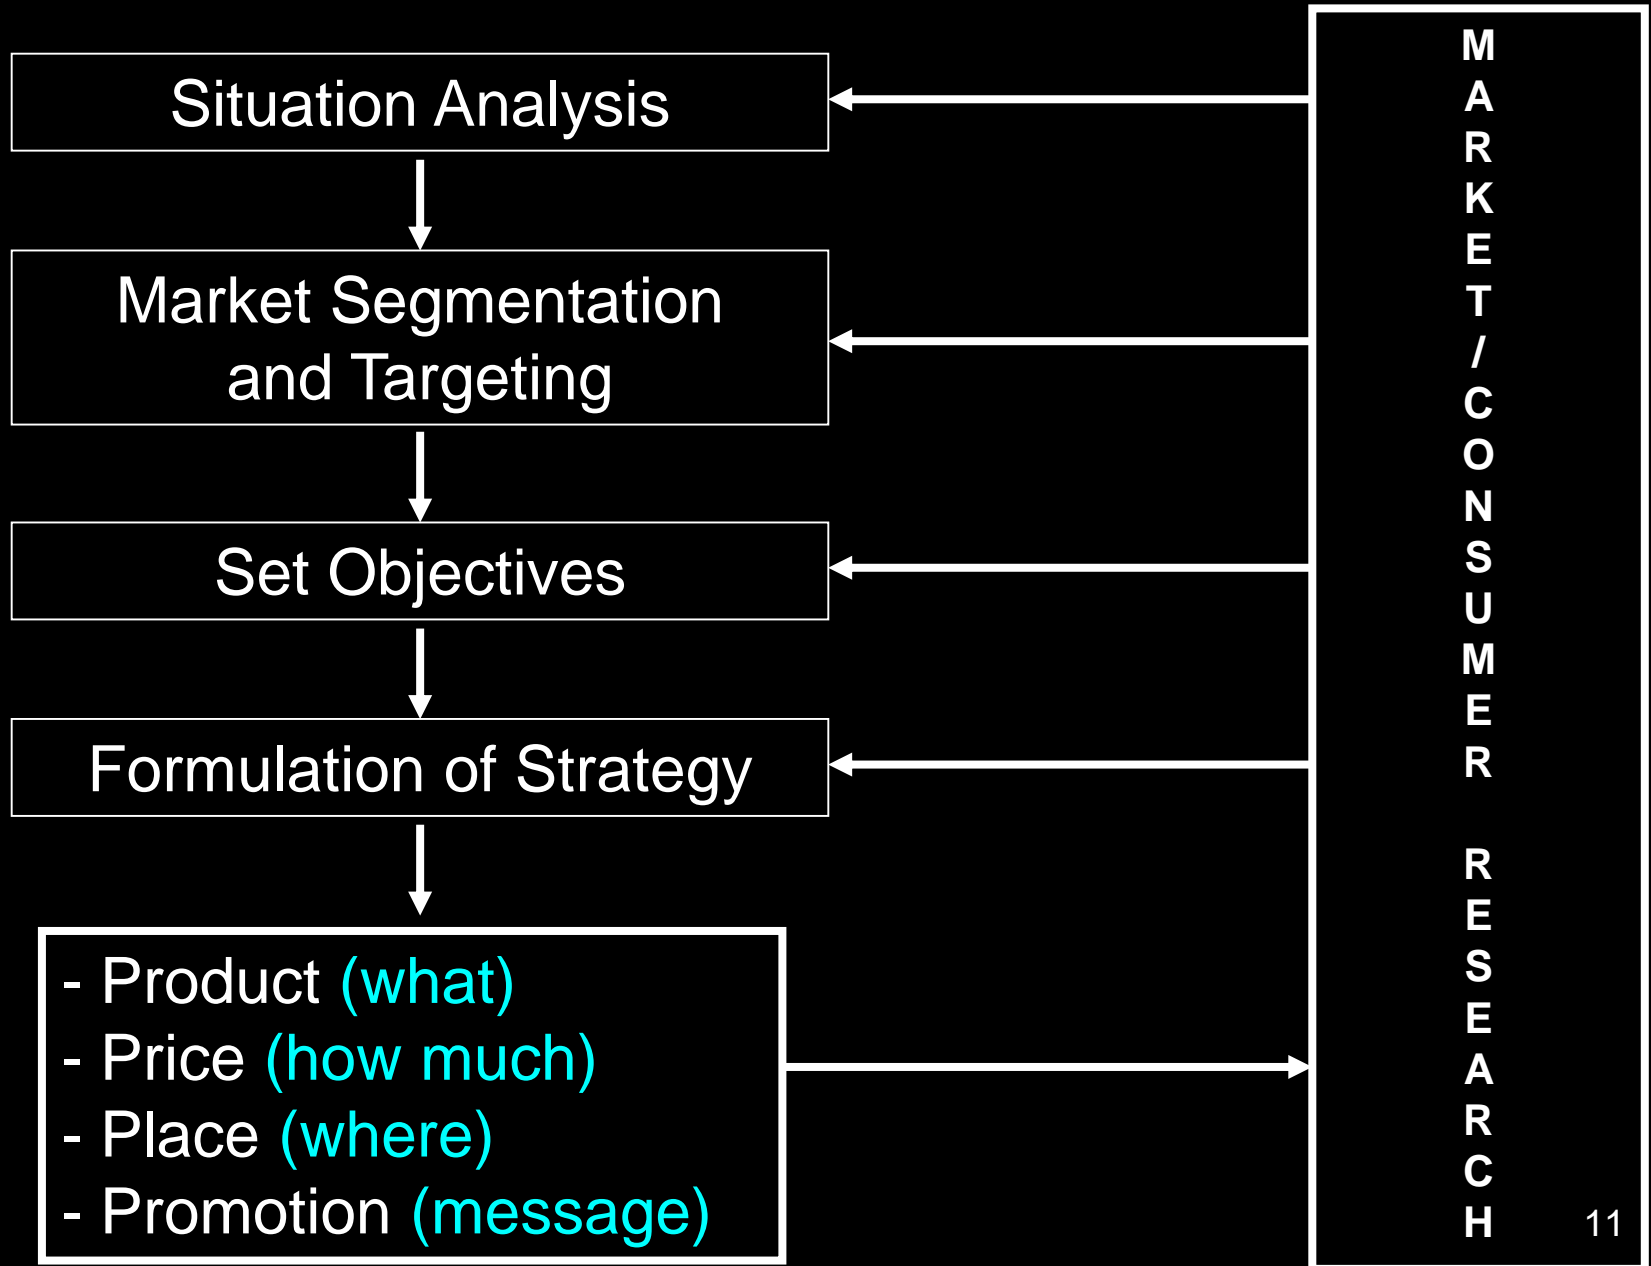 Situation Analysis
Market Segmentation
and Targeting
Set Objectives
Formulation of Strategy
- Product (what)
- Price (how much)
- Place (where)
- Promotion (message)
M
A
R
K
E
T
/
C
O
N
S
U
M
E
R
R
E
S
E
A
R
C
H
11